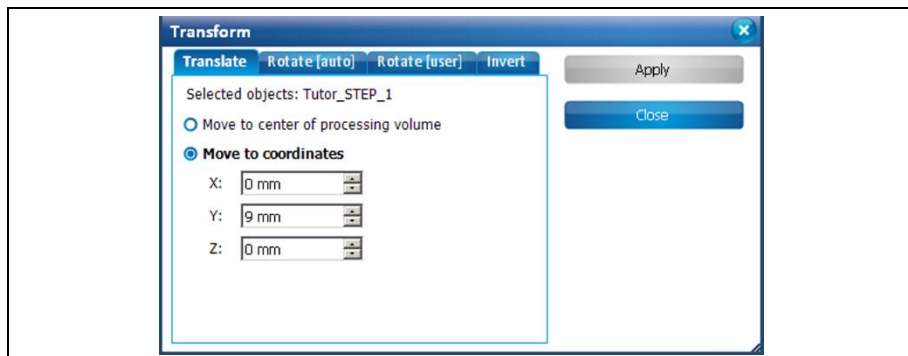 Transform
Translate Rotate [auto] Rotate [user] Invert
Apply
Selected objects: Tutor_STEP_1
Close
Move to center of processing volume
Move to coordinates
X: 0 mm
Y: 9 mm
Z: 0 mm